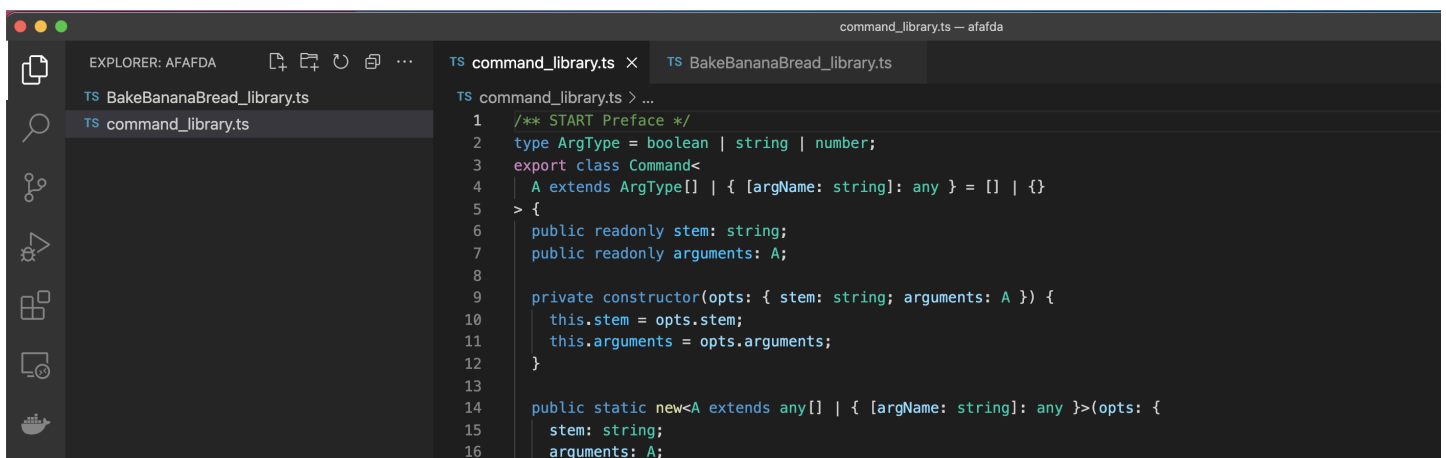 command_library.ts — afafda
EXPLORER: AFAFDA
TS BakeBananaBread_library.ts
TS command_library.ts
TS command_library.ts ×
TS BakeBananaBread_library.ts
TS command_library.ts > ...
1 /** START Preface */
2 type ArgType = boolean | string | number;
3 export class Command<
4 A extends ArgType[] | { [argName: string]: any } = [] | {}
5 > {
6 public readonly stem: string;
7 public readonly arguments: A;
8
9 private constructor(opts: { stem: string; arguments: A }) {
10 this.stem = opts.stem;
11 this.arguments = opts.arguments;
12 }
13
14 public static new<A extends any[] | { [argName: string]: any }>(opts: {
15 stem: string;
16 arguments: A;